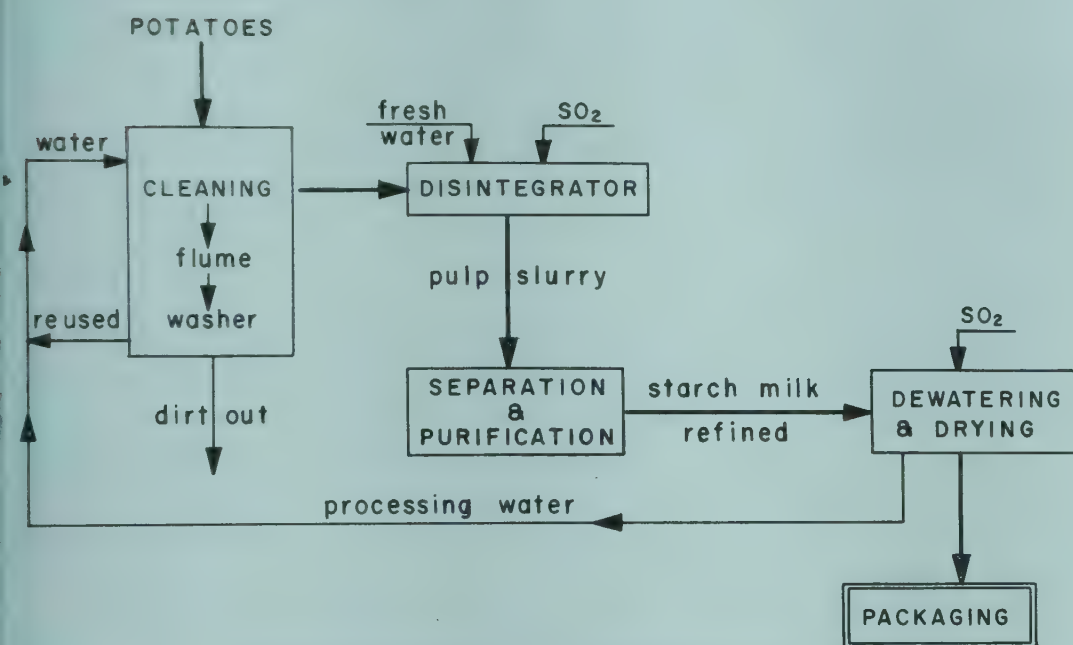 POTATOES
fresh
water
SO₂
water
CLEANING
DISINTEGRATOR
flume
pulp slurry
reused
washer
SO₂
SEPARATION
&
PURIFICATION
starch milk
refined
DEWATERING
& DRYING
dirt out
processing water
PACKAGING